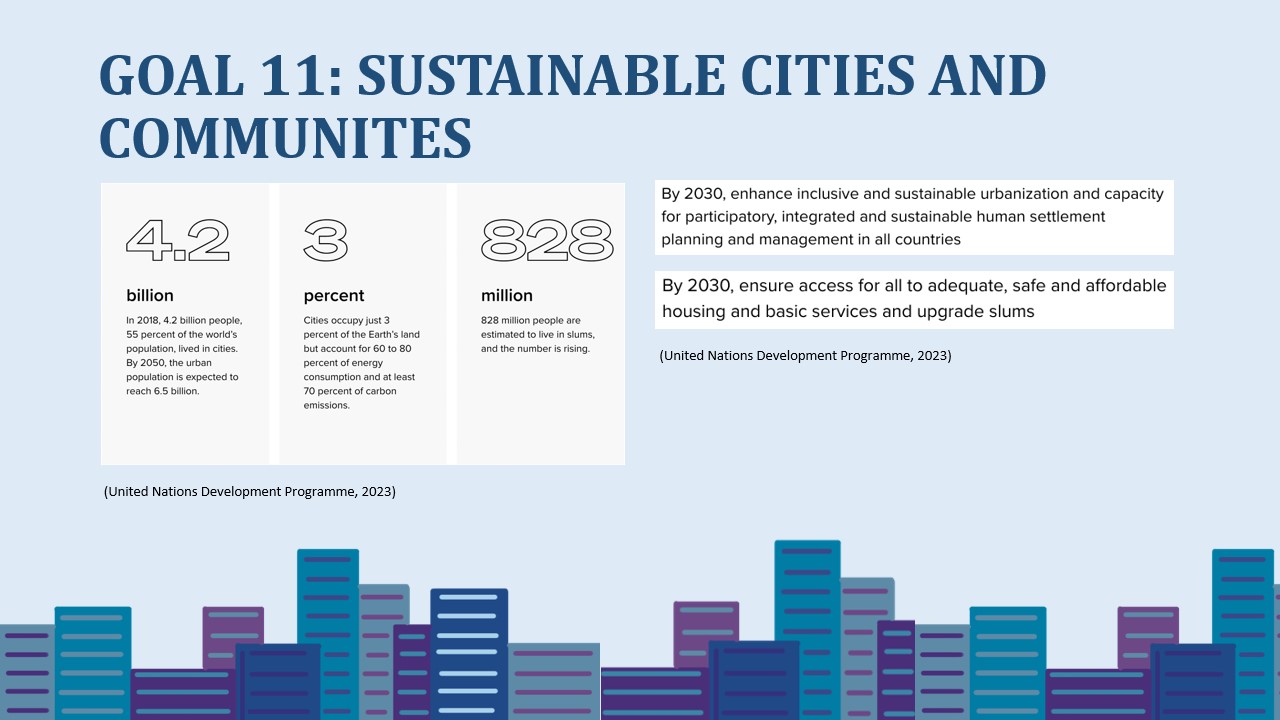 GOAL 11: SUSTAINABLE CITIES AND
COMMUNITES
4.2
billion
In 2018, 4.2 billion people,
55 percent of the world's
population, lived in cities.
By 2050, the urban
population is expected to
reach 6.5 billion.
3
percent
Cities occupy just 3
percent of the Earth's land
but account for 60 to 80
percent of energy
consumption and at least
70 percent of carbon
emissions.
828
million
828 million people are
estimated to live in slums,
and the number is rising.
(United Nations Development Programme, 2023)
By 2030, enhance inclusive and sustainable urbanization and capacity
for participatory, integrated and sustainable human settlement
planning and management in all countries
By 2030, ensure access for all to adequate, safe and affordable
housing and basic services and upgrade slums
(United Nations Development Programme, 2023)